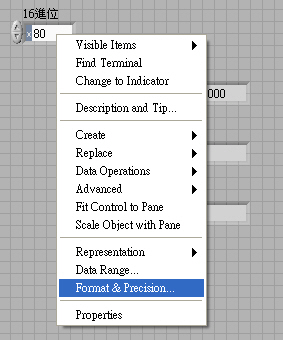 16進位
x 80
Visible Items
Find Terminal
Change to Indicator
Description and Tip...
000
Create
Replace
Data Operations
Advanced
Fit Control to Pane
Scale Object with Pane
Representation
Data Range...
Format & Precision...
Properties